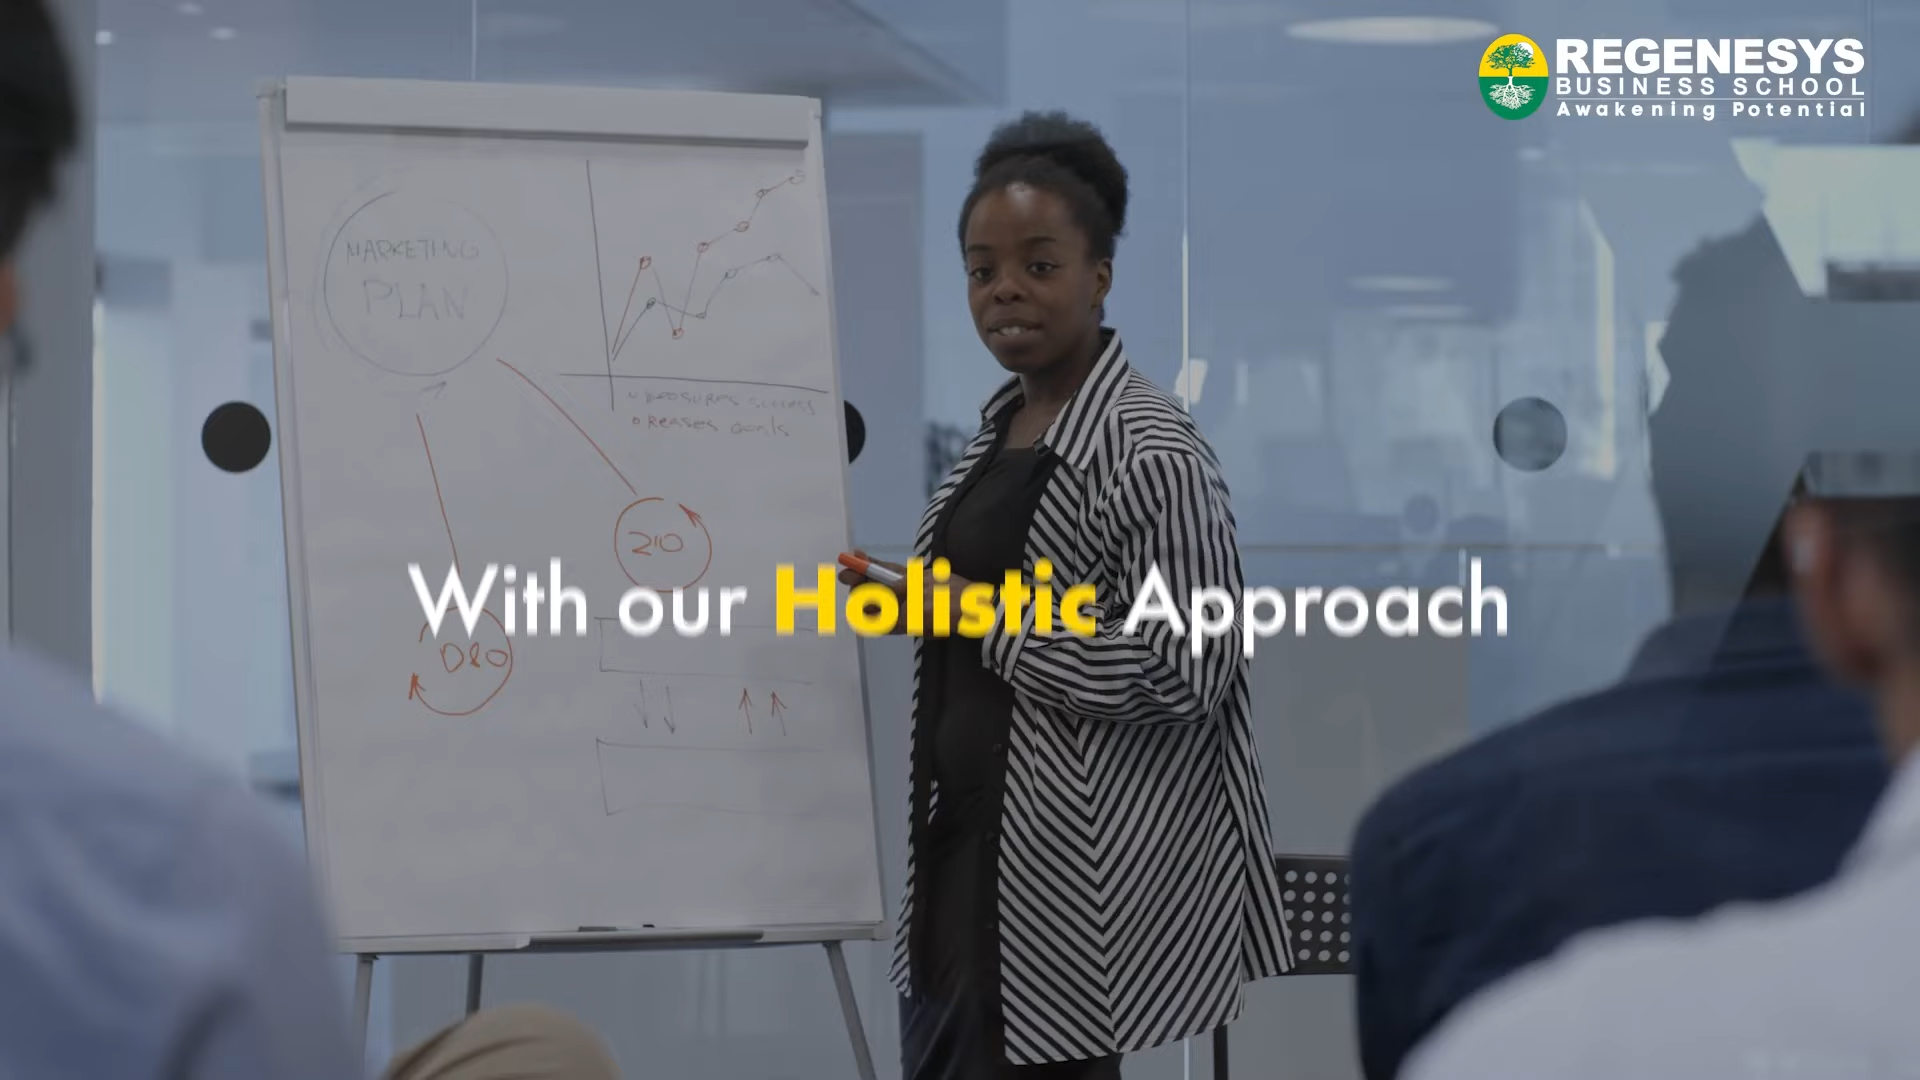 REGENESYS
BUSINESS SCHOOL
Awakening Potential
MARKETING
PLAN
210
With our Holistic Approach
D&O